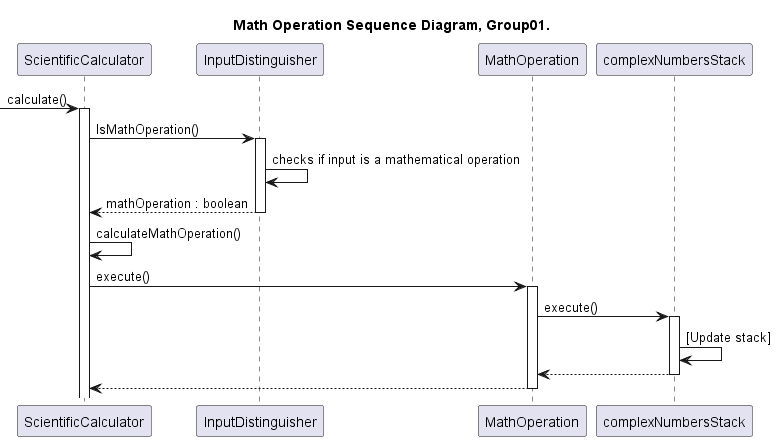 Math Operation Sequence Diagram, Group01.
ScientificCalculator
InputDistinguisher
MathOperation
complexNumbersStack
calculate()
IsMathOperation()
checks if input is a mathematical operation
mathOperation : boolean
calculateMathOperation()
execute()
execute()
[Update stack]
ScientificCalculator
InputDistinguisher
MathOperation
complexNumbersStack